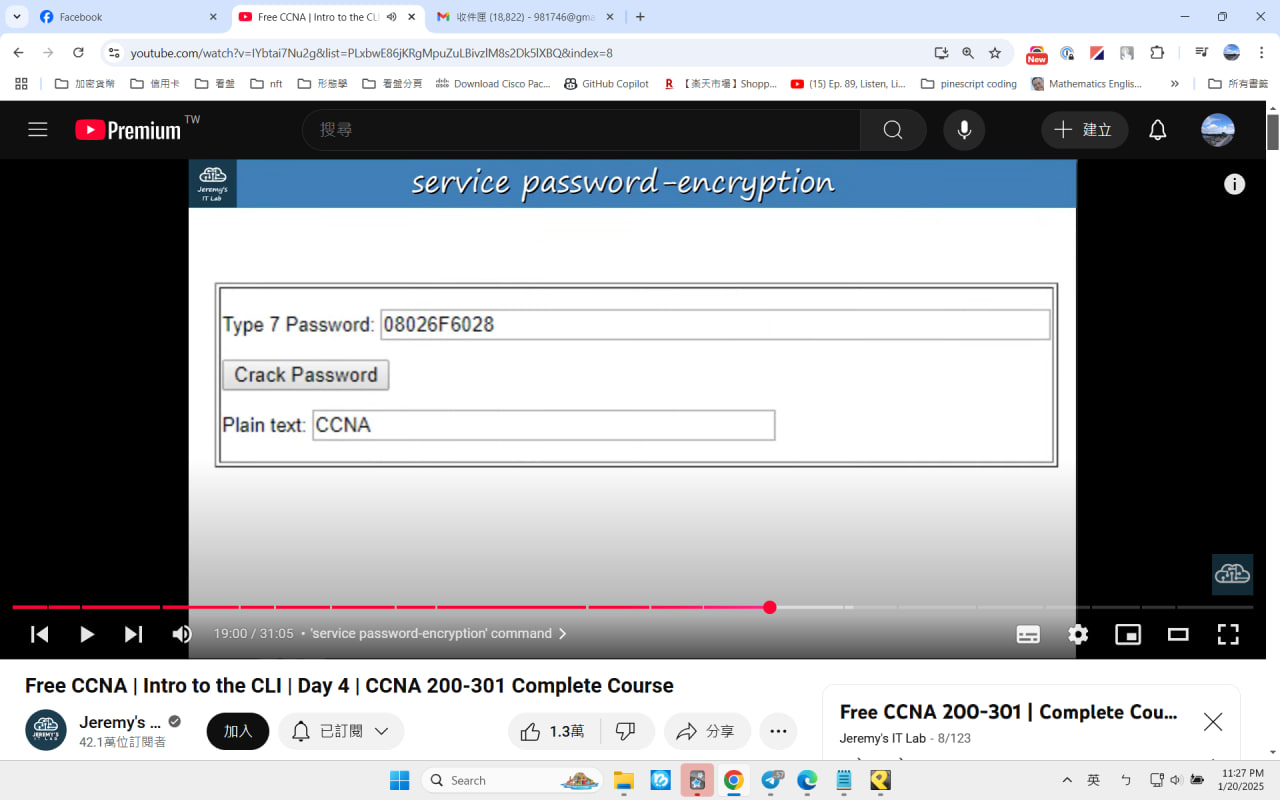 Facebook
Free CCNA | Intro to the CLI
收件匣 (18,822) - 981746@gma
youtube.com/watch?v=IYbtai7Nu2g&list=PLxbwE86jKRgMpuZuLBivzlM8s2Dk5lXBQ&index=8
New
加密貨幣
信用卡
看盤
nft
形態學
看盤分頁
Download Cisco Pac...
GitHub Copilot
【楽天市場】Shopp...
(15) Ep. 89, Listen, Li...
pinescript coding
Mathematics Englis...
所有書籤
Premium TW
搜尋
建立
Jeremy's
IT Lab
service password-encryption
Type 7 Password: 08026F6028
Crack Password
Plain text: CCNA
19:00 / 31:05 • 'service password-encryption' command
Free CCNA | Intro to the CLI | Day 4 | CCNA 200-301 Complete Course
JEREMY'S
IT LAB
Jeremy's ...
42.1萬位訂閱者
加入
已訂閱
1.3萬
分享
Free CCNA 200-301 | Complete Cou...
Jeremy's IT Lab - 8/123
Search
57
英
ㄅ
11:27 PM
1/20/2025